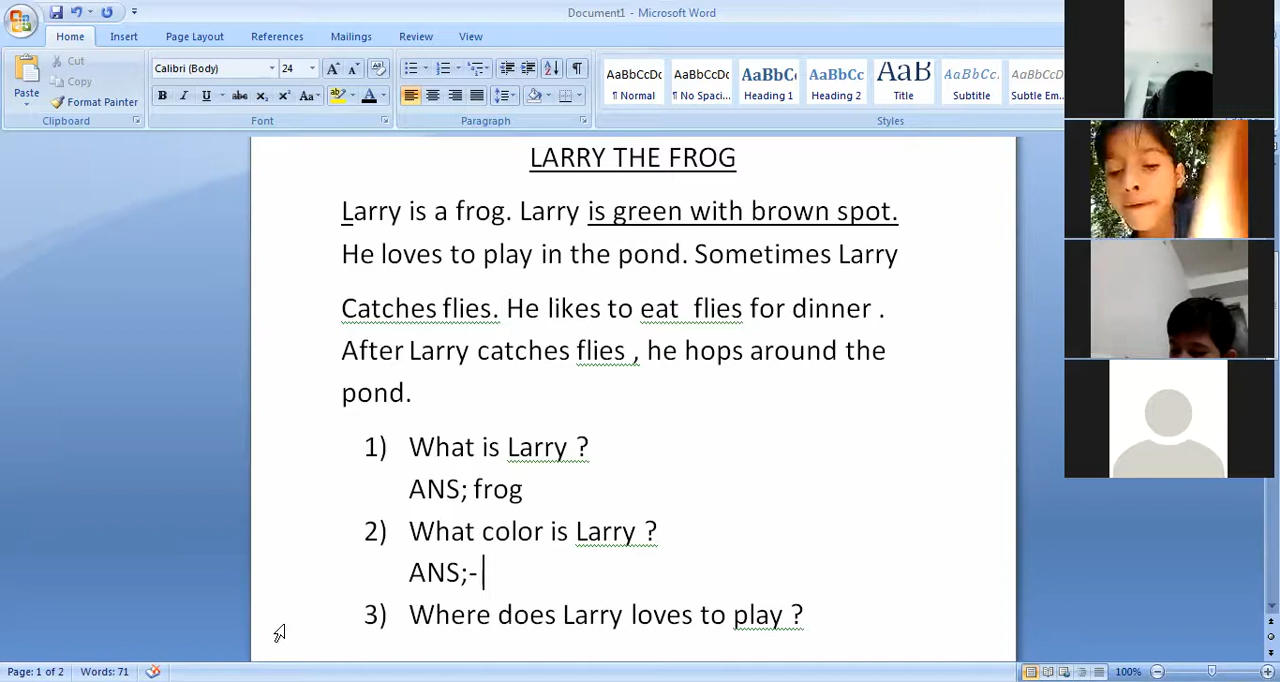 Document1 - Microsoft Word
Home Insert Page Layout References Mailings Review View
Cut
Calibri (Body) 24
AaBbCcDc AaBbCcDc AaBbC AaBbCc AaB AaBbCc. AaBbCcD
Copy
Paste Format Painter
B I U abc X₂ X² Aa
¶ Normal ¶ No Spaci... Heading 1 Heading 2 Title Subtitle Subtle Em...
Clipboard Font Paragraph Styles
LARRY THE FROG
Larry is a frog. Larry is green with brown spot.
He loves to play in the pond. Sometimes Larry
Catches flies. He likes to eat flies for dinner .
After Larry catches flies , he hops around the
pond.
1) What is Larry ?
ANS; frog
2) What color is Larry ?
ANS;-
3) Where does Larry loves to play ?
Page: 1 of 2 Words: 71 100%